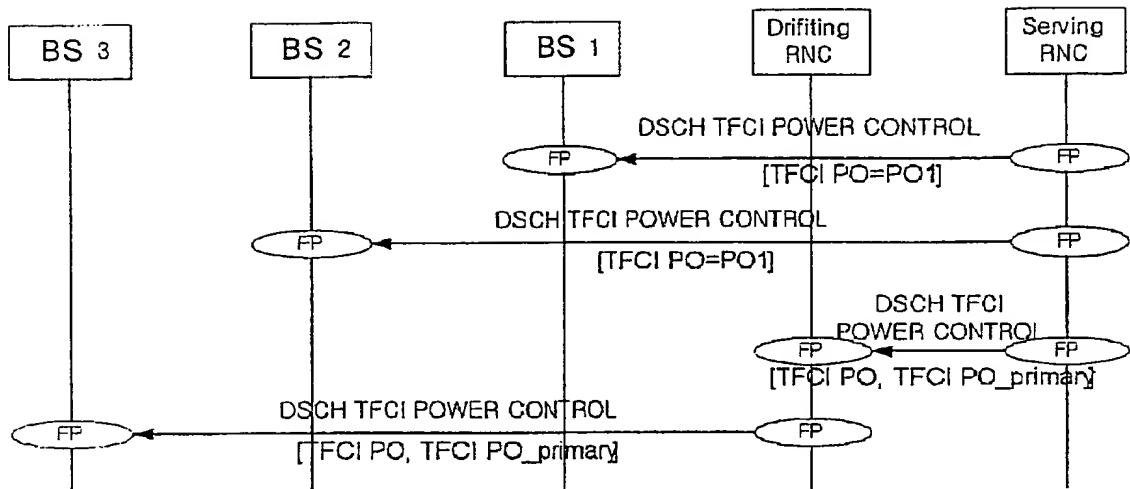 BS 3
BS 2
BS 1
Drifiting
RNC
Serving
RNC
DSCH TFCI POWER CONTROL
FP
FP
[TFCI PO=PO1]
DSCH TFCI POWER CONTROL
FP
FP
[TFCI PO=PO1]
DSCH TFCI
POWER CONTROL
FP
FP
[TFCI PO, TFCI PO_primary]
DSCH TFCI POWER CONTROL
FP
FP
[TFCI PO, TFCI PO_primary]